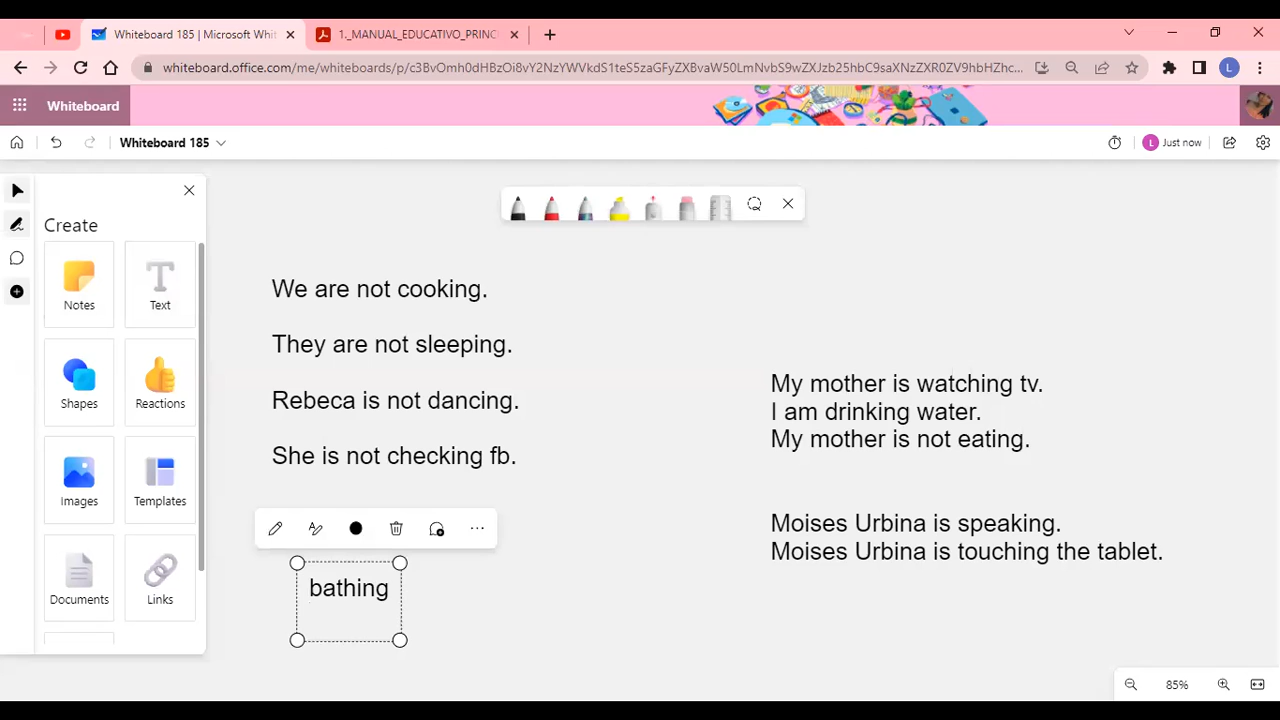 Whiteboard 185 | Microsoft Whit
1._MANUAL_EDUCATIVO_PRINC
whiteboard.office.com/me/whiteboards/p/c3BvOmh0dHBzOi8vY2NzYWVkdS1teS5zaGFyZXBvaW50LmNvbS9wZXJzb25hbC9saXNzZXR0ZV9hbHZhc...
L
Whiteboard
Whiteboard 185
L
Just now
Create
Notes
Text
Shapes
Reactions
Images
Templates
Documents
Links
We are not cooking.
They are not sleeping.
Rebeca is not dancing.
She is not checking fb.
bathing
My mother is watching tv.
I am drinking water.
My mother is not eating.
Moises Urbina is speaking.
Moises Urbina is touching the tablet.
85%